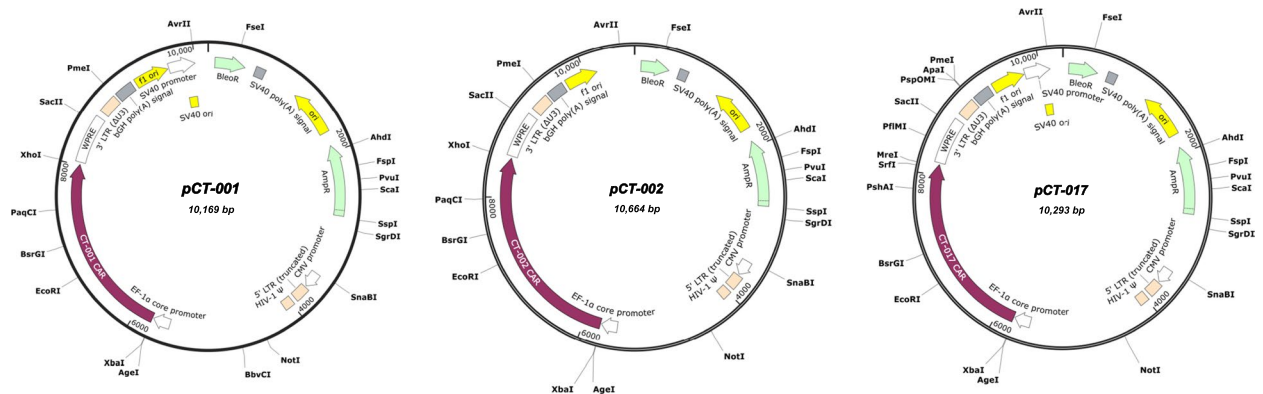 AvrII
FseI
10,000
PmeI
f1 ori
BleoR
SV40 promoter
SV40 poly(A) signal
SV40 ori
ori
SacII
bGH poly(A) signal
3' LTR (ΔU3)
WPRE
2000
AhdI
XhoI
8000
FspI
PvuI
ScaI
AmpR
pCT-001
10,169 bp
PaqCI
SspI
SgrDI
BsrGI
CT-001 CAR
5' LTR (truncated)
CMV promoter
HIV-1 Ψ
EcoRI
SnaBI
EF-1α core promoter
4000
6000
XbaI
AgeI
NotI
BbvCI
AvrII
FseI
10,000
PmeI
f1 ori
BleoR
SV40 poly(A) signal
ori
SacII
bGH poly(A) signal
3' LTR (ΔU3)
WPRE
2000
AhdI
XhoI
FspI
PvuI
ScaI
AmpR
pCT-002
10,664 bp
PaqCI
8000
SspI
SgrDI
BsrGI
CT-002 CAR
5' LTR (truncated)
CMV promoter
HIV-1 Ψ
EcoRI
SnaBI
EF-1α core promoter
4000
6000
NotI
XbaI
AgeI
AvrII
FseI
10,000
PmeI
ApaI
PspOMI
f1 ori
BleoR
SV40 promoter
SV40 poly(A) signal
SV40 ori
ori
SacII
bGH poly(A) signal
3' LTR (ΔU3)
WPRE
PflMI
2000
AhdI
MreI
SrfI
8000
PshAI
FspI
PvuI
ScaI
AmpR
pCT-017
10,293 bp
SspI
SgrDI
BsrGI
CT-017 CAR
5' LTR (truncated)
CMV promoter
HIV-1 Ψ
EcoRI
SnaBI
EF-1α core promoter
4000
6000
XbaI
AgeI
NotI